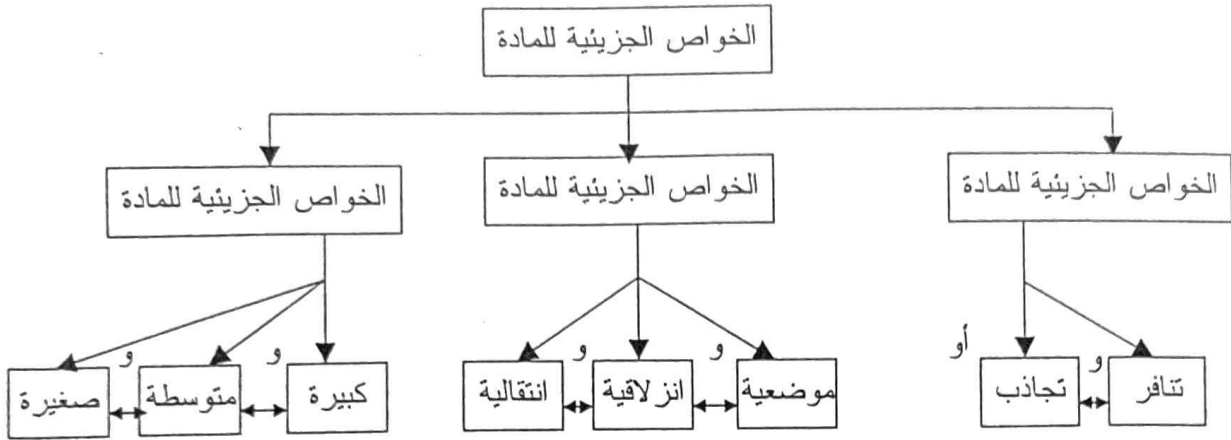 الخواص الجزيئية للمادة
الخواص الجزيئية للمادة
الخواص الجزيئية للمادة
الخواص الجزيئية للمادة
أو
و
و
و
و
و
تنافر
تجاذب
موضعية
انزلاقية
انتقالية
كبيرة
متوسطة
صغيرة